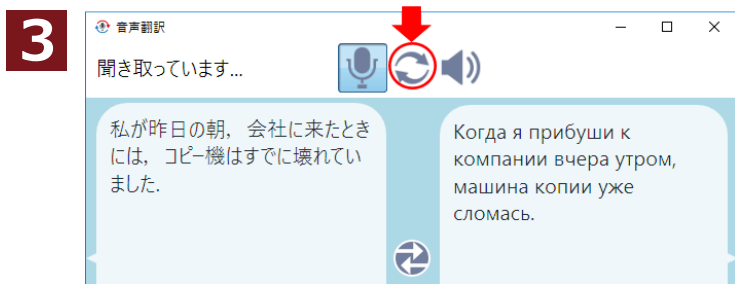 3
音声翻訳
聞き取っています...
私が昨日の朝，会社に来たとき
には，コピー機はすでに壊れてい
ました.
Когда я прибуши к
компании вчера утром,
машина копии уже
сломась.